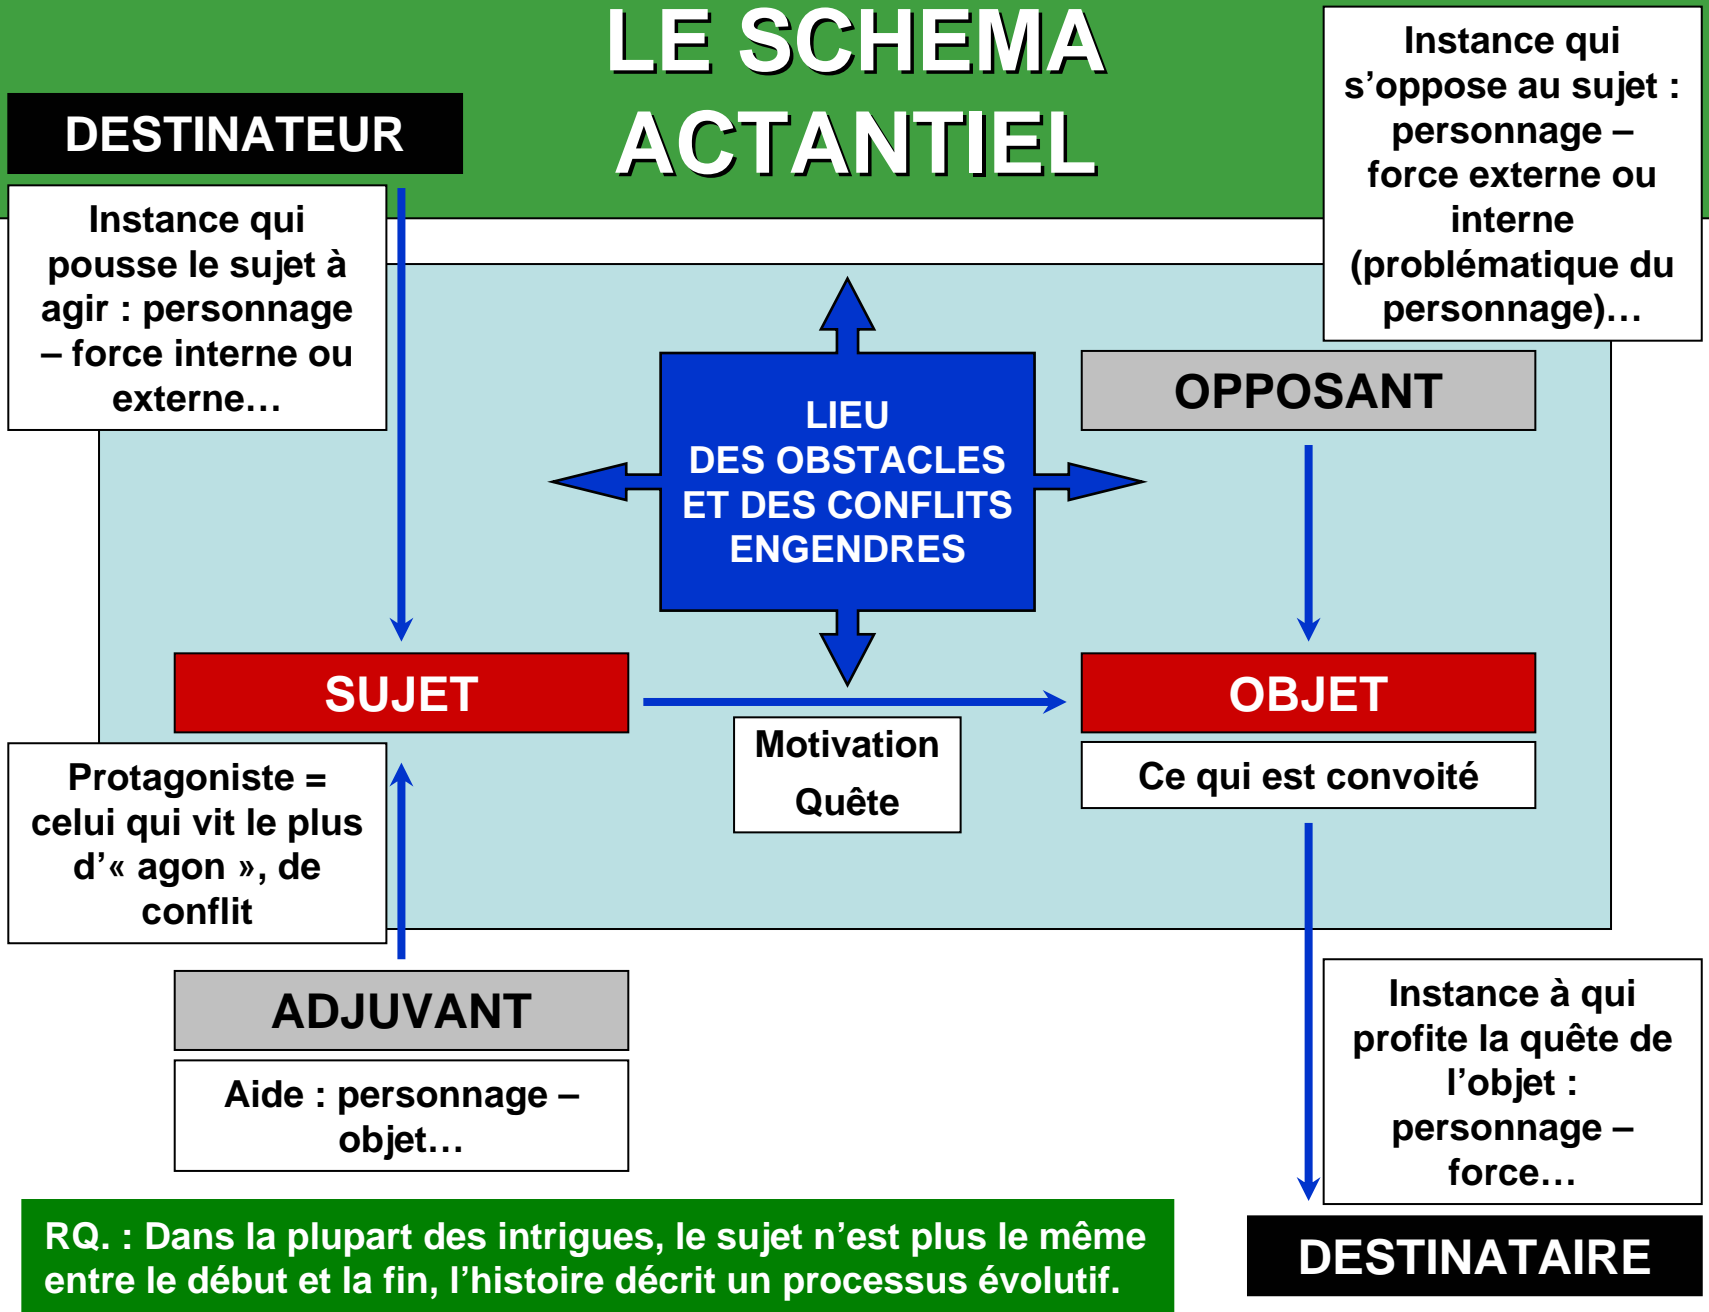 LE SCHEMA
ACTANTIEL
DESTINATEUR
Instance qui
pousse le sujet à
agir : personnage
– force interne ou
externe…
Instance qui
s’oppose au sujet :
personnage –
force externe ou
interne
(problématique du
personnage)…
OPPOSANT
LIEU
DES OBSTACLES
ET DES CONFLITS
ENGENDRES
SUJET
OBJET
Protagoniste =
celui qui vit le plus
d’« agon », de
conflit
Motivation
Quête
Ce qui est convoité
ADJUVANT
Aide : personnage –
objet…
Instance à qui
profite la quête de
l’objet :
personnage –
force…
DESTINATAIRE
RQ. : Dans la plupart des intrigues, le sujet n’est plus le même
entre le début et la fin, l’histoire décrit un processus évolutif.